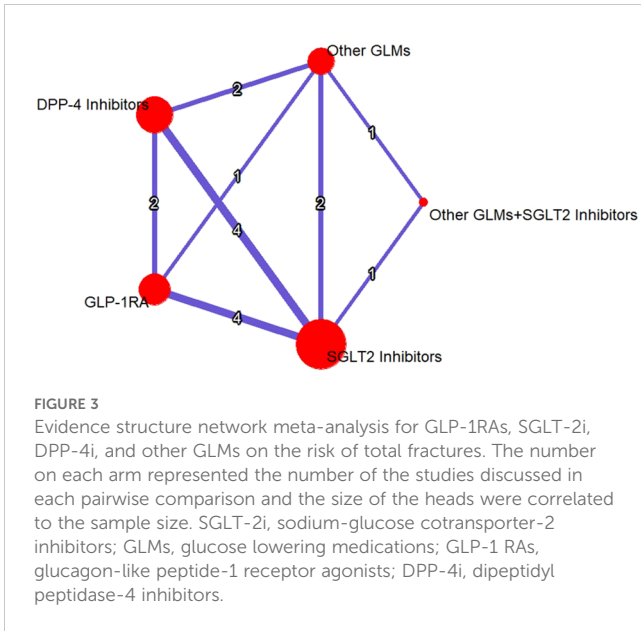 Other GLMs
DPP-4 Inhibitors
2
1
1
2
2
4
Other GLMs+SGLT2 Inhibitors
1
GLP-1RA
4
SGLT2 Inhibitors
FIGURE 3
Evidence structure network meta-analysis for GLP-1RAs, SGLT-2i,
DPP-4i, and other GLMs on the risk of total fractures. The number
on each arm represented the number of the studies discussed in
each pairwise comparison and the size of the heads were correlated
to the sample size. SGLT-2i, sodium-glucose cotransporter-2
inhibitors; GLMs, glucose lowering medications; GLP-1 RAs,
glucagon-like peptide-1 receptor agonists; DPP-4i, dipeptidyl
peptidase-4 inhibitors.